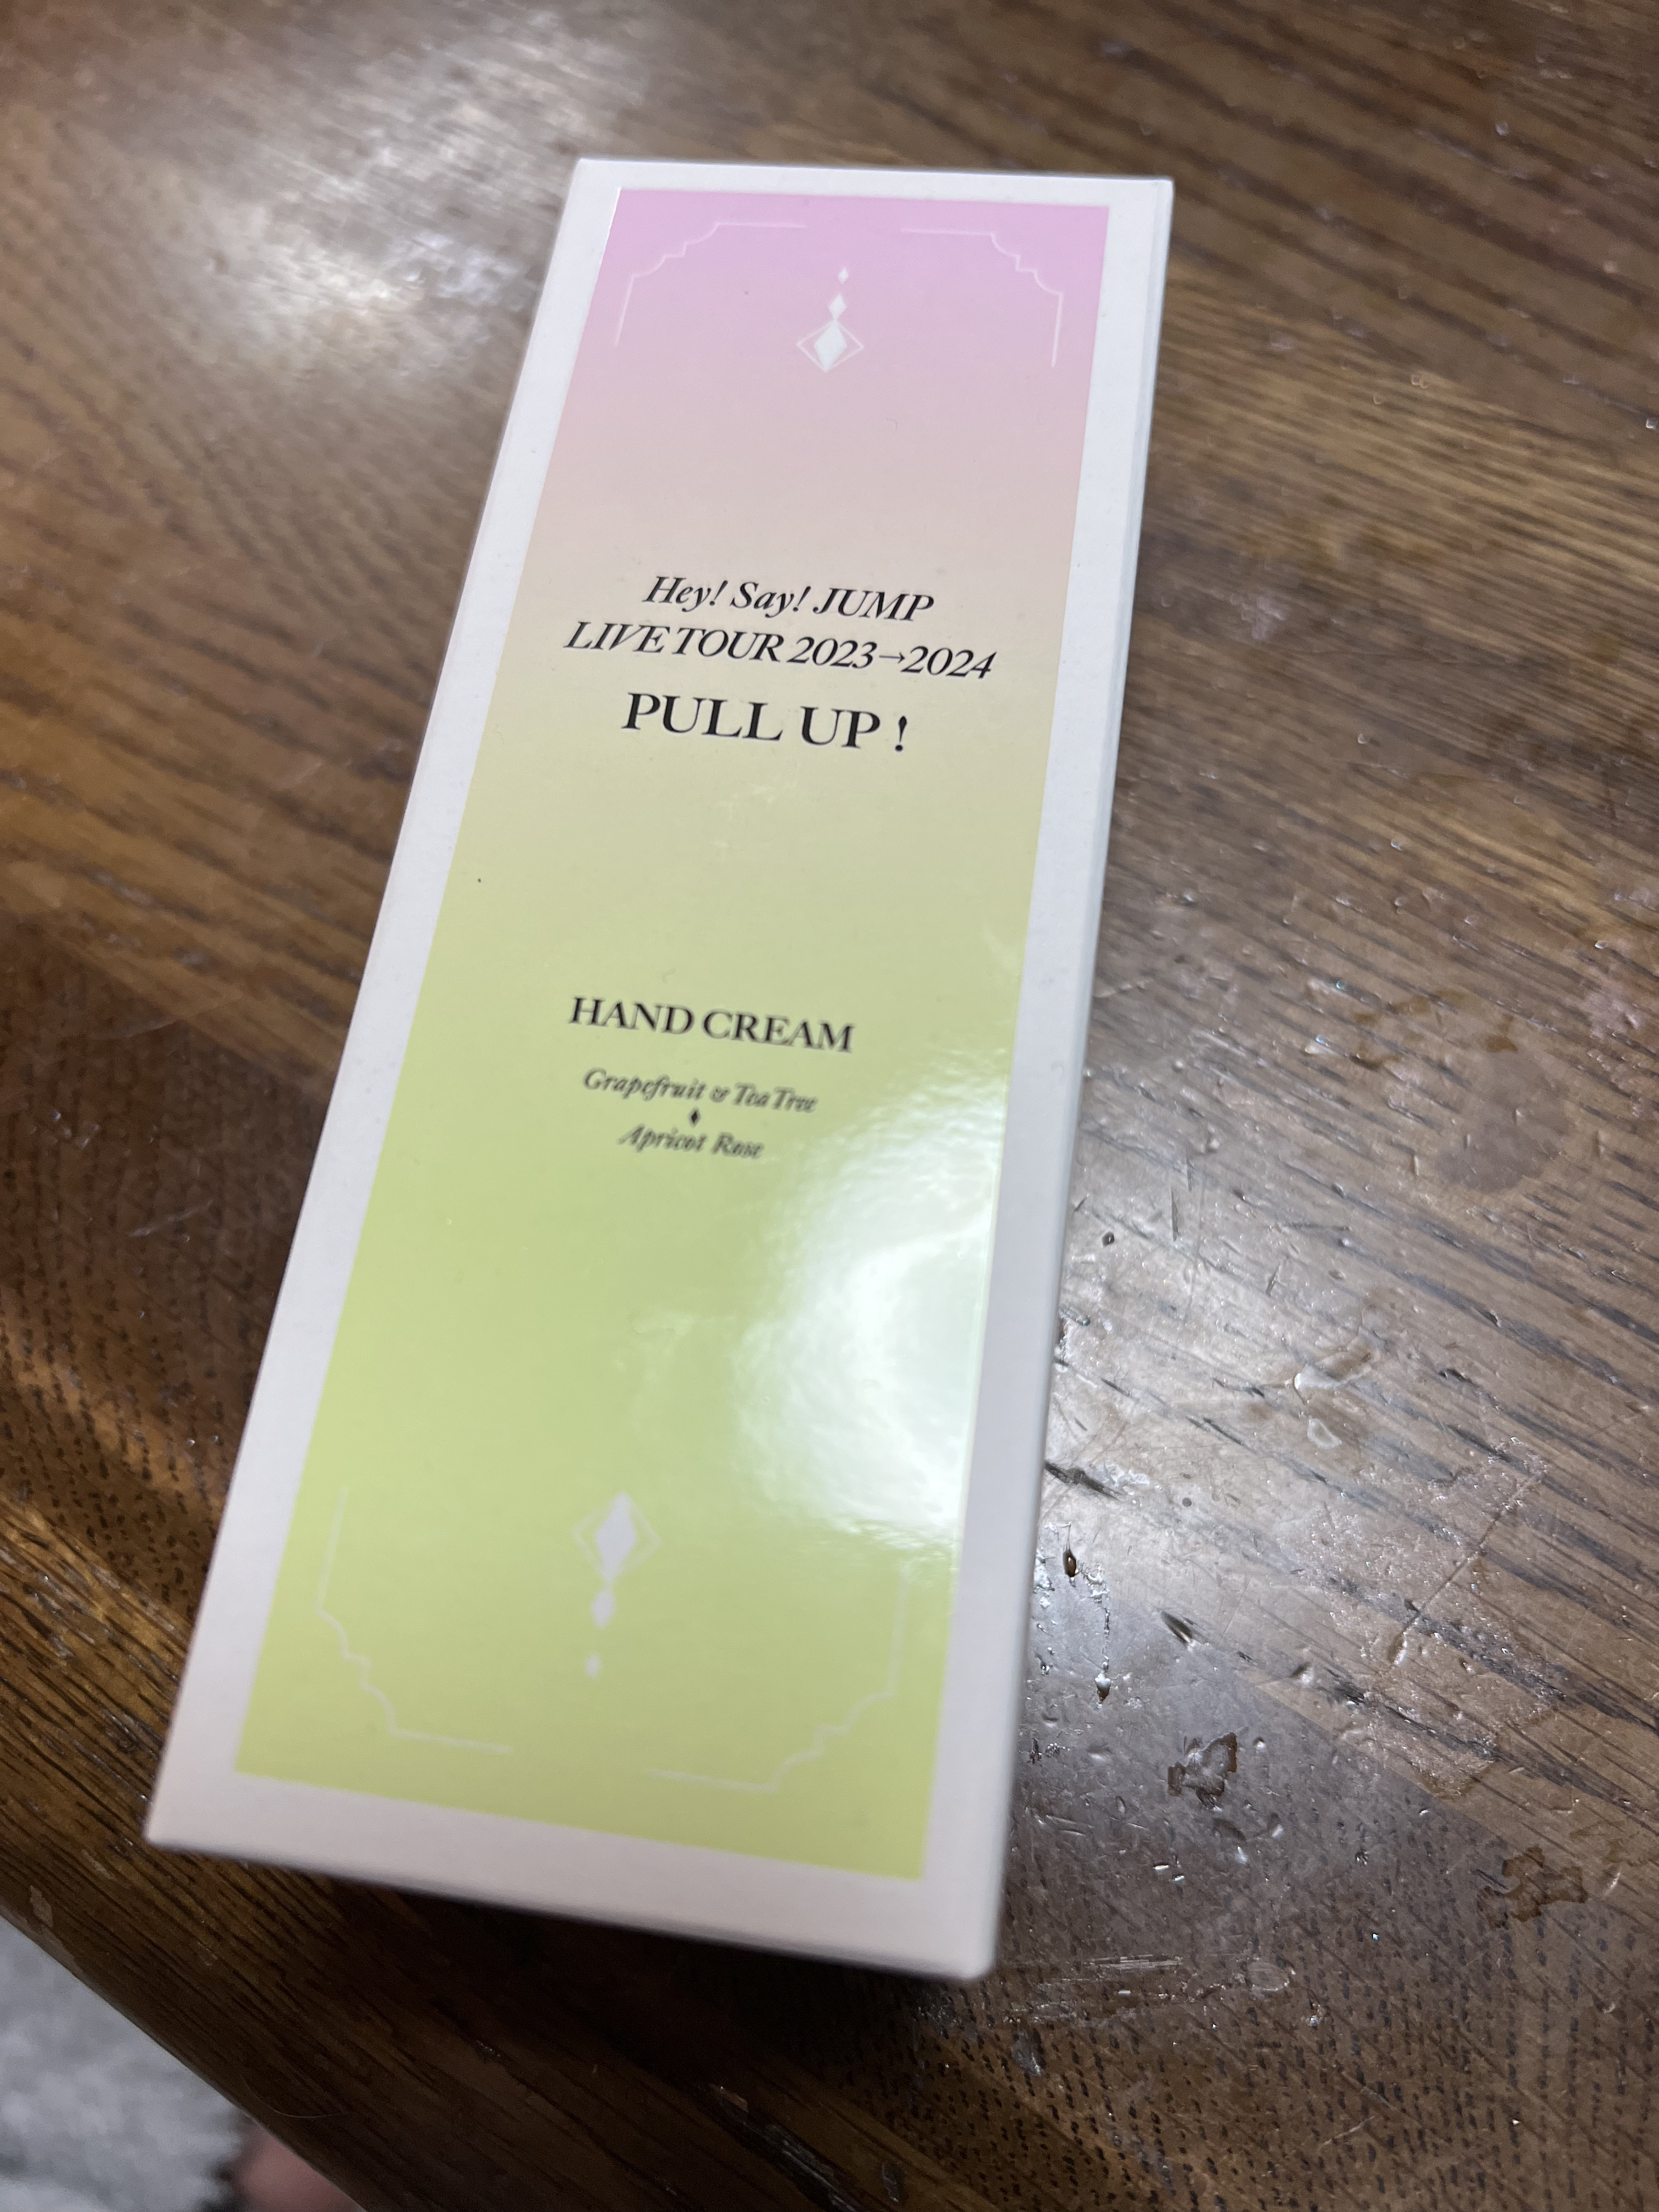 Hey! Say! JUMP
LIVE TOUR 2023→2024
PULL UP !
HAND CREAM
Grapefruit & Tea Tree
Apricot Rose